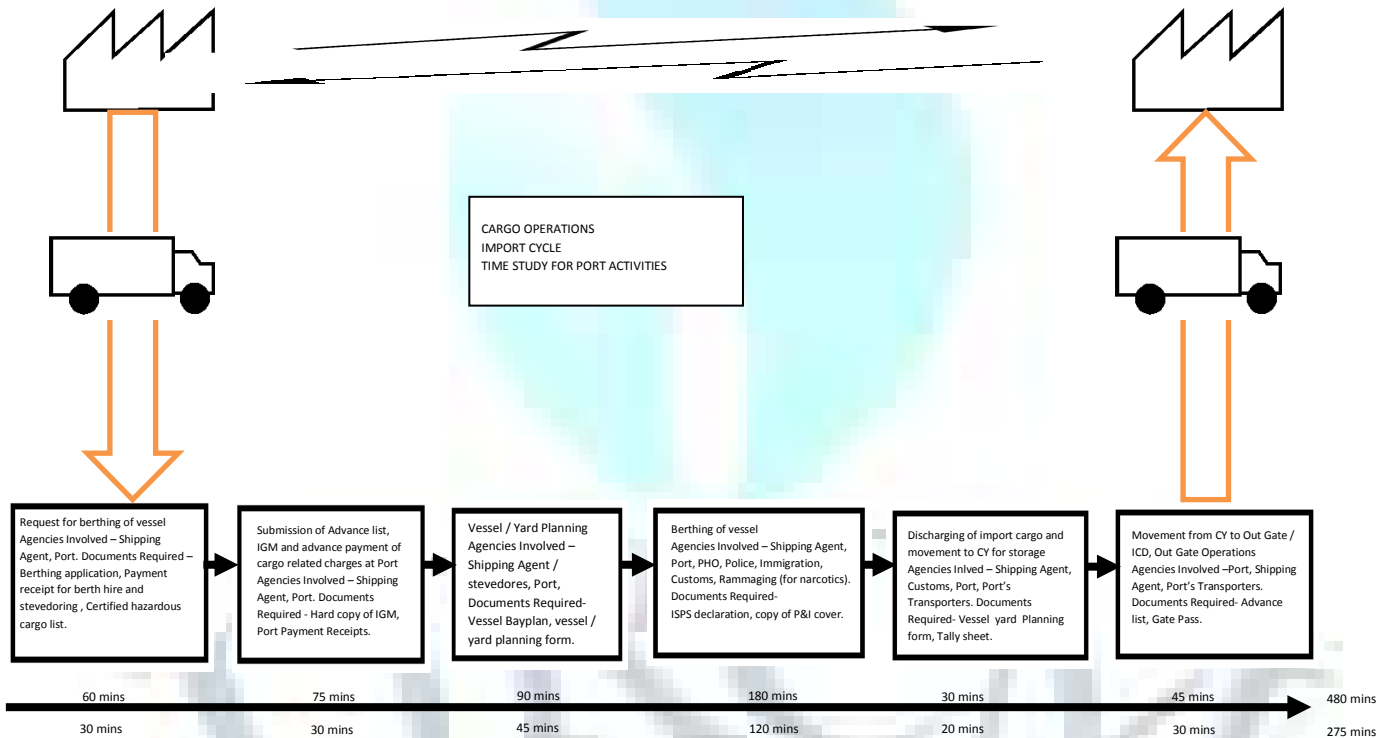 CARGO OPERATIONS
IMPORT CYCLE
TIME STUDY FOR PORT ACTIVITIES
Request for berthing of vessel
Agencies Involved – Shipping
Agent, Port. Documents Required –
Berthing application, Payment
receipt for berth hire and
stevedoring , Certified hazardous
cargo list.
Submission of Advance list,
IGM and advance payment of
cargo related charges at Port
Agencies Involved – Shipping
Agent, Port. Documents
Required - Hard copy of IGM,
Port Payment Receipts.
Vessel / Yard Planning
Agencies Involved –
Shipping Agent /
stevedores, Port,
Documents Required-
Vessel Bayplan, vessel /
yard planning form.
Berthing of vessel
Agencies Involved – Shipping Agent,
Port, PHO, Police, Immigration,
Customs, Rammaging (for narcotics).
Documents Required-
ISPS declaration, copy of P&I cover.
Discharging of import cargo and
movement to CY for storage
Agencies Inlved – Shipping Agent,
Customs, Port, Port's
Transporters. Documents
Required- Vessel yard Planning
form, Tally sheet.
Movement from CY to Out Gate /
ICD, Out Gate Operations
Agencies Involved –Port, Shipping
Agent, Port's Transporters.
Documents Required- Advance
list, Gate Pass.
60 mins 75 mins 90 mins 180 mins 30 mins 45 mins 480 mins
30 mins 30 mins 45 mins 120 mins 20 mins 30 mins 275 mins